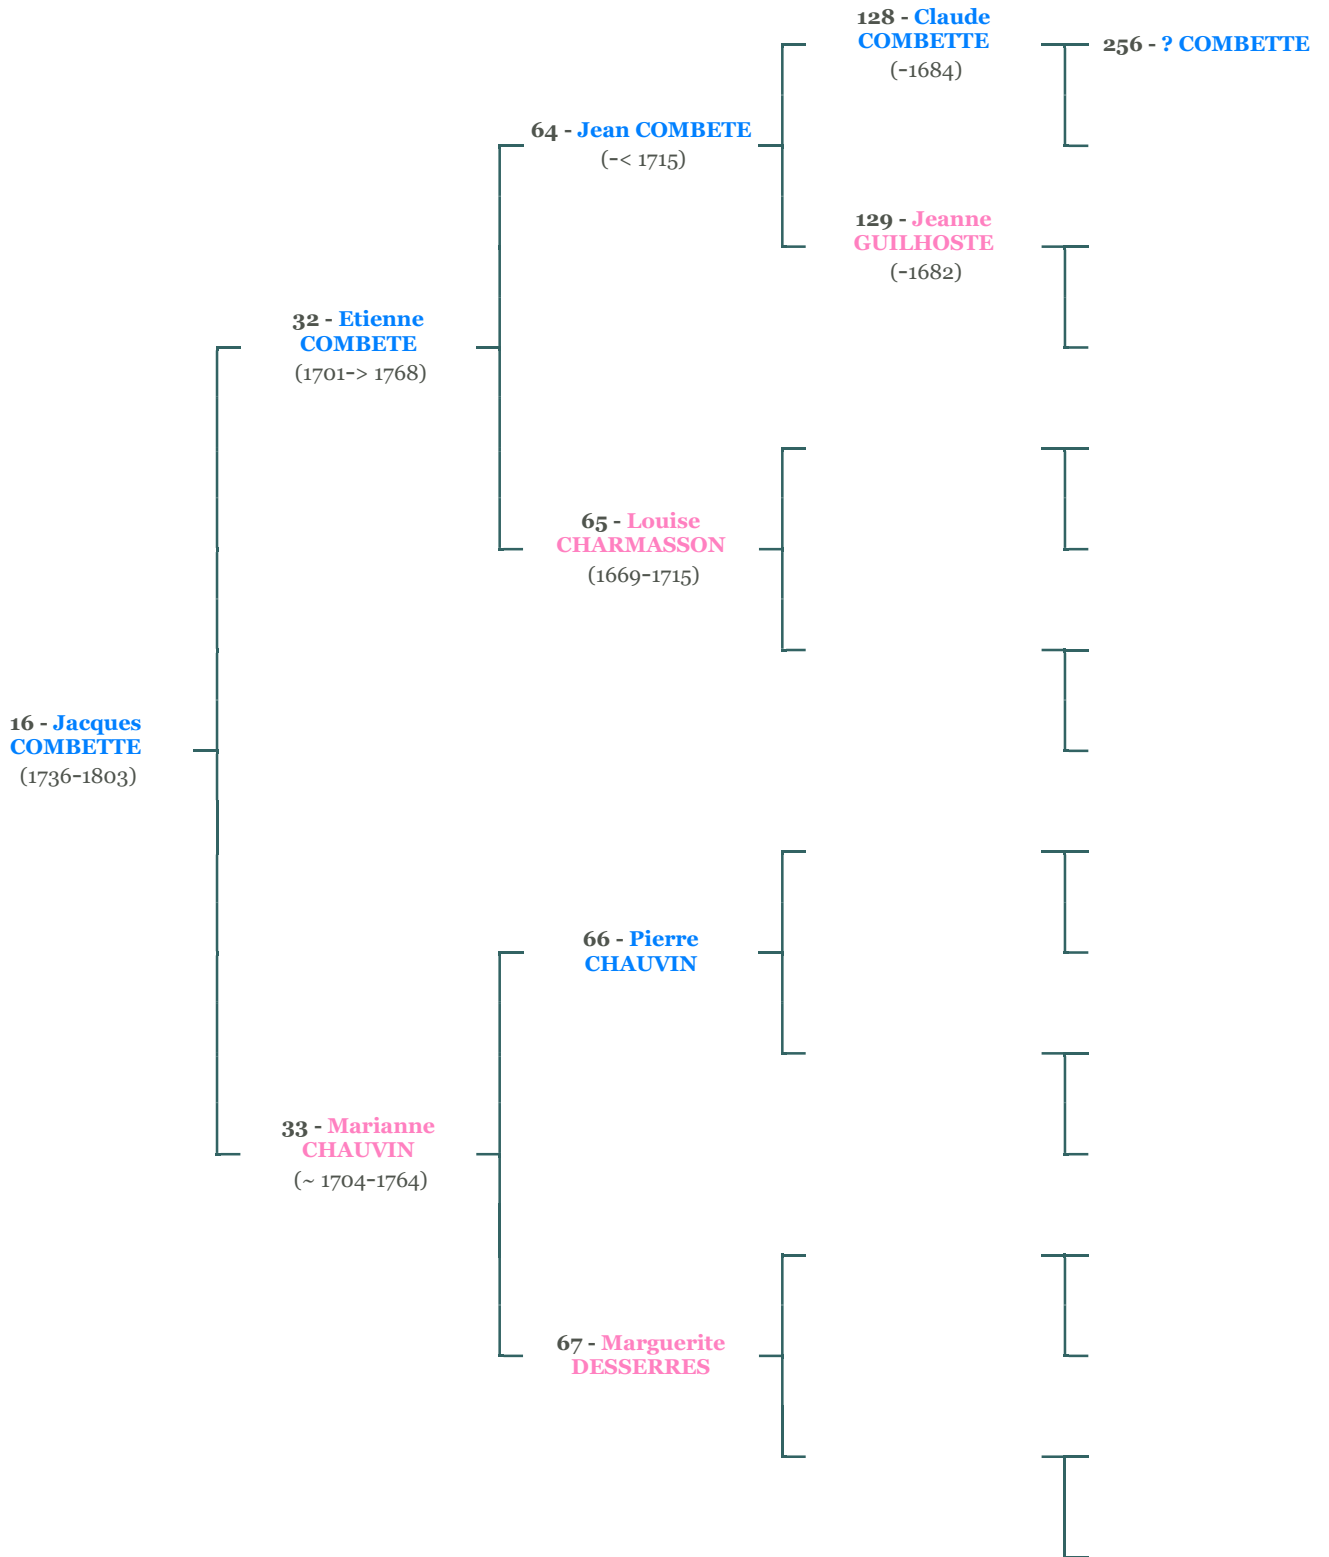 128 - Claude
COMBETTE
(-1684)
256 - ? COMBETTE
64 - Jean COMBETE
(-< 1715)
129 - Jeanne
GUILHOSTE
(-1682)
32 - Etienne
COMBETE
(1701-> 1768)
65 - Louise
CHARMASSON
(1669-1715)
16 - Jacques
COMBETTE
(1736-1803)
66 - Pierre
CHAUVIN
33 - Marianne
CHAUVIN
(~ 1704-1764)
67 - Marguerite
DESSERRES